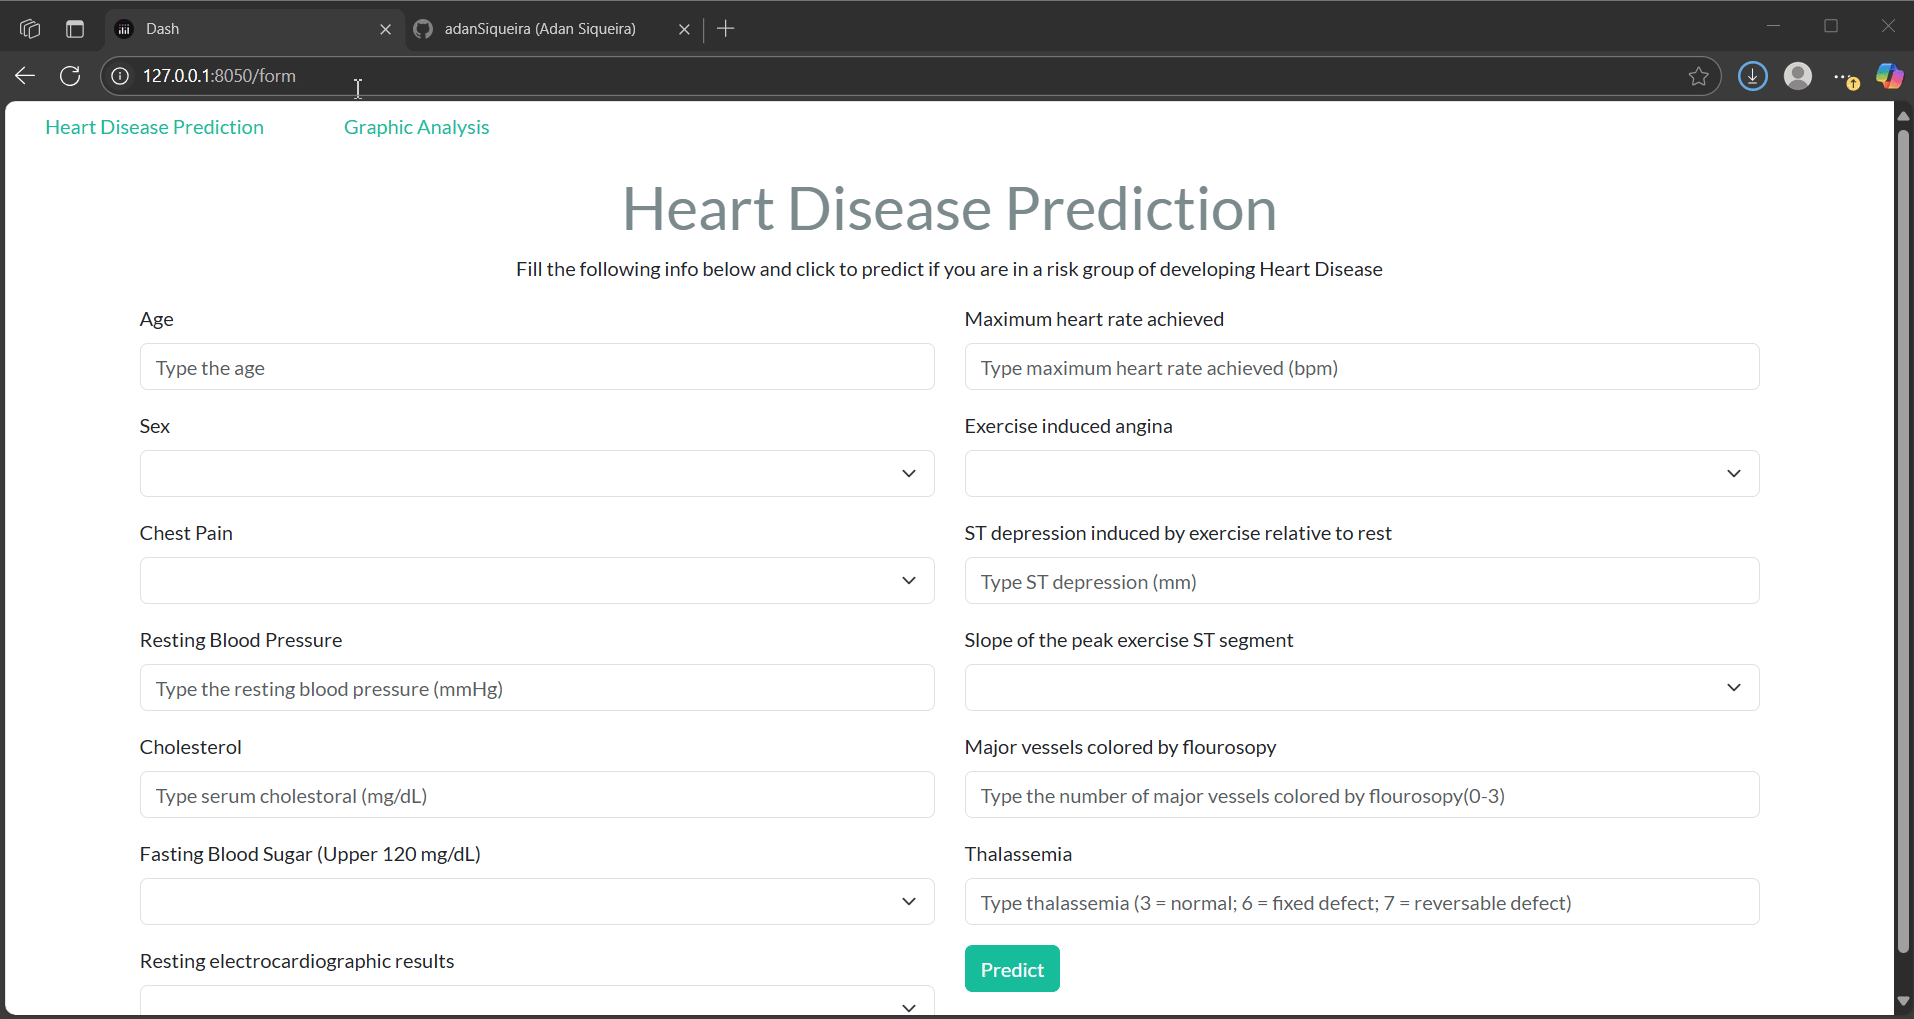 Dash
adanSiqueira (Adan Siqueira)
127.0.0.1:8050/form
Heart Disease Prediction
Graphic Analysis
Heart Disease Prediction
Fill the following info below and click to predict if you are in a risk group of developing Heart Disease
Age
Type the age
Sex
Chest Pain
Resting Blood Pressure
Type the resting blood pressure (mmHg)
Cholesterol
Type serum cholestoral (mg/dL)
Fasting Blood Sugar (Upper 120 mg/dL)
Resting electrocardiographic results
Maximum heart rate achieved
Type maximum heart rate achieved (bpm)
Exercise induced angina
ST depression induced by exercise relative to rest
Type ST depression (mm)
Slope of the peak exercise ST segment
Major vessels colored by flourosopy
Type the number of major vessels colored by flourosopy(0-3)
Thalassemia
Type thalassemia (3 = normal; 6 = fixed defect; 7 = reversable defect)
Predict